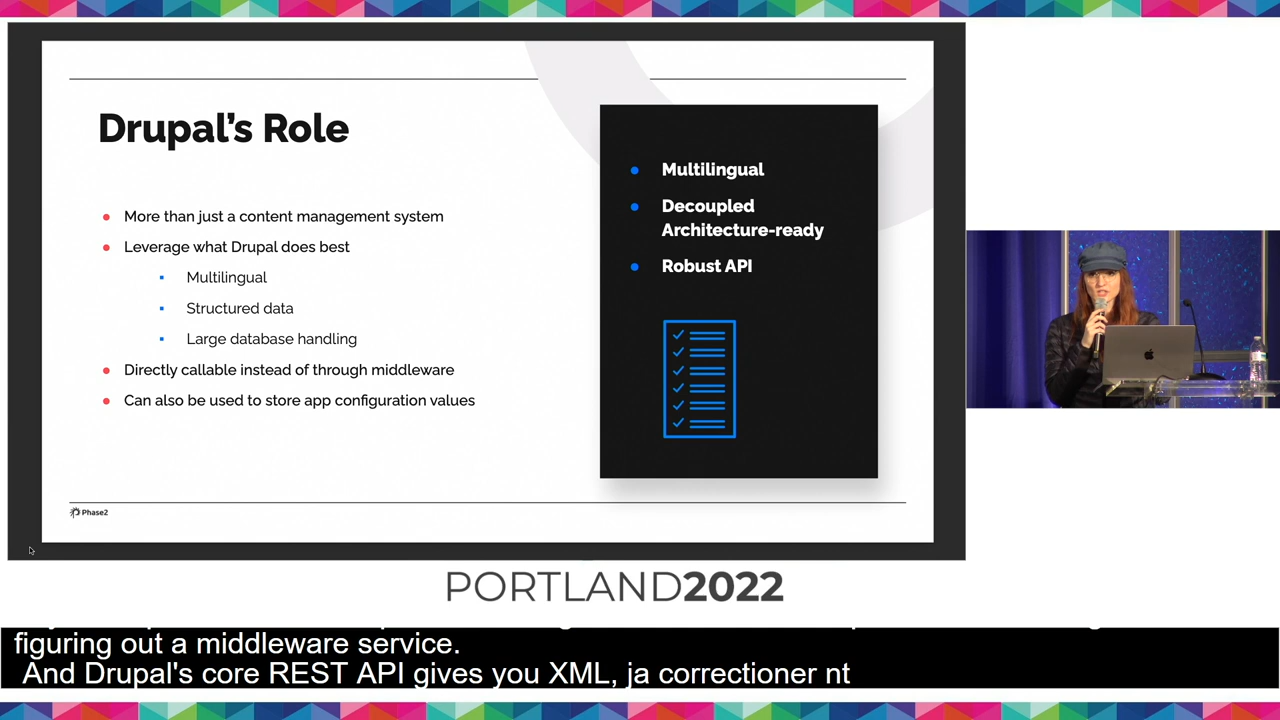 Drupal's Role
More than just a content management system
Leverage what Drupal does best
Multilingual
Structured data
Large database handling
Directly callable instead of through middleware
Can also be used to store app configuration values
Multilingual
Decoupled
Architecture-ready
Robust API
Phase2
PORTLAND2022
figuring out a middleware service.
And Drupal's core REST API gives you XML, ja correctioner nt